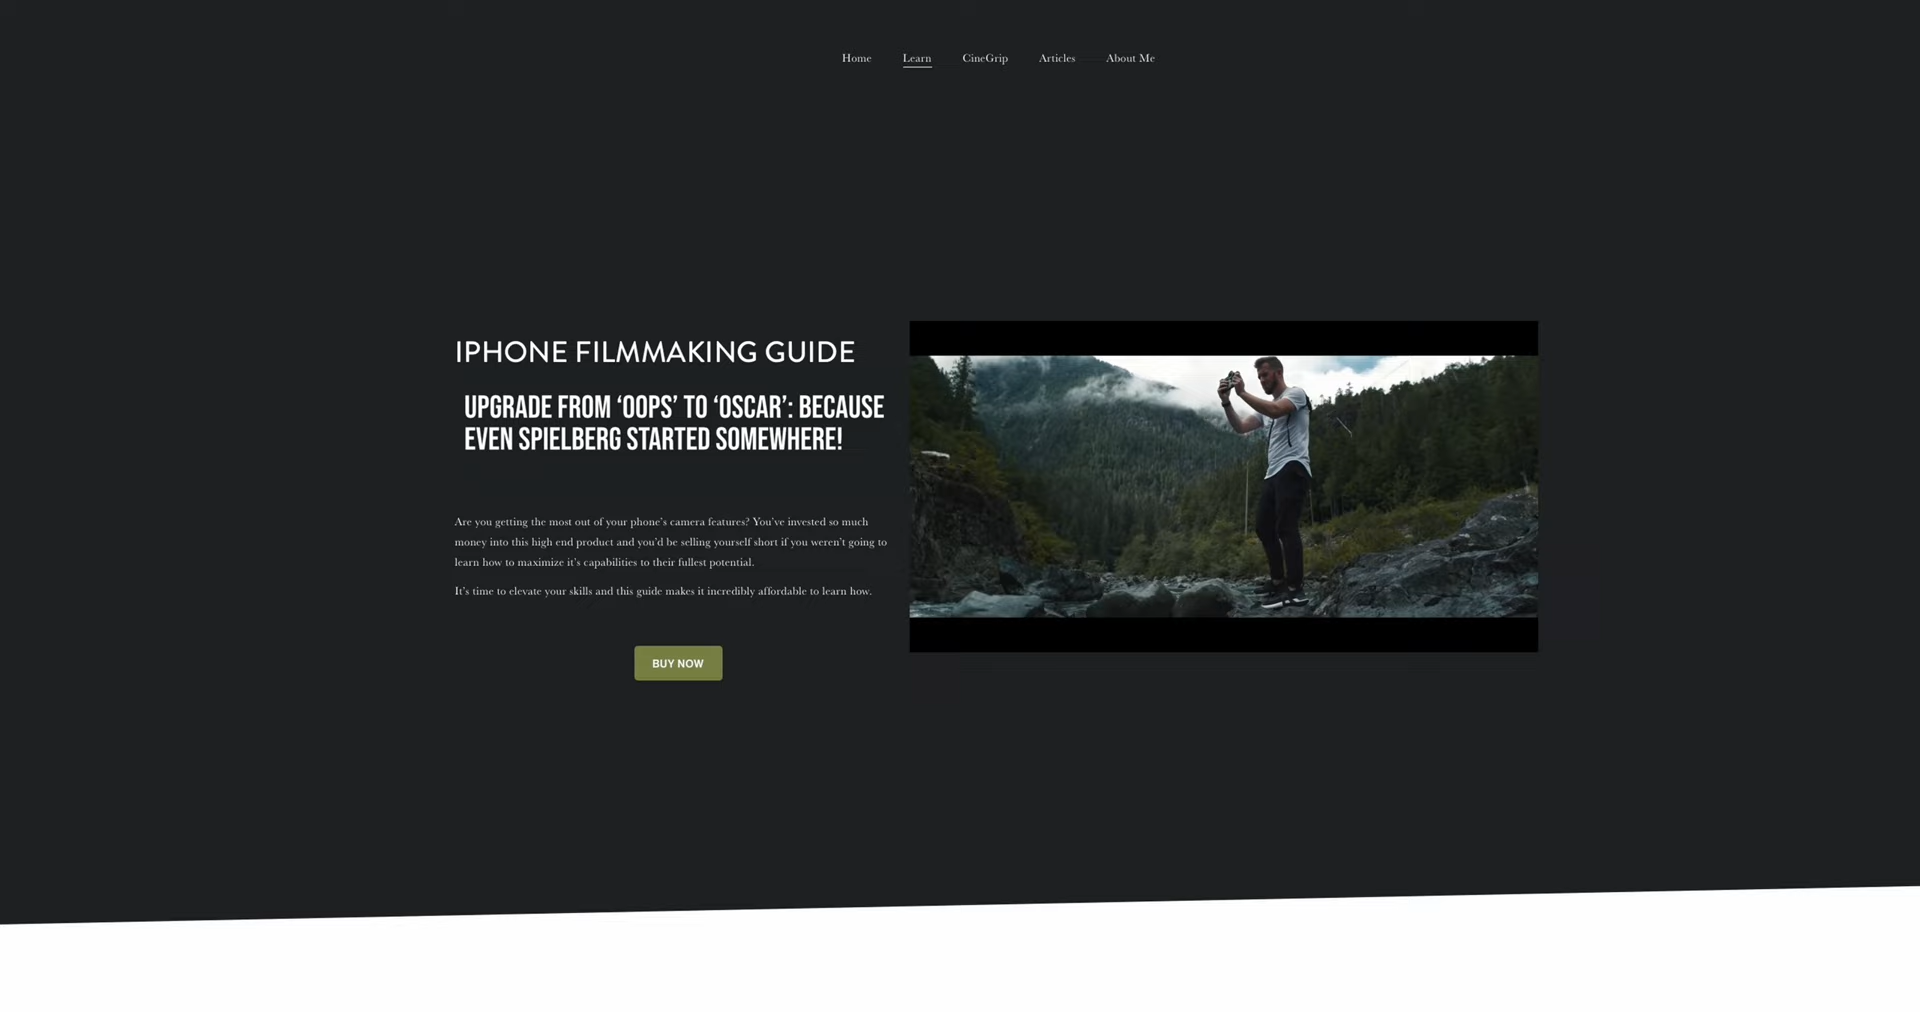 Home Learn CineGrip Articles About Me
IPHONE FILMMAKING GUIDE
UPGRADE FROM ‘OOPS’ TO ‘OSCAR’: BECAUSE
EVEN SPIELBERG STARTED SOMEWHERE!
Are you getting the most out of your phone’s camera features? You’ve invested so much
money into this high end product and you’d be selling yourself short if you weren’t going to
learn how to maximize it’s capabilities to their fullest potential.
It’s time to elevate your skills and this guide makes it incredibly affordable to learn how.
BUY NOW